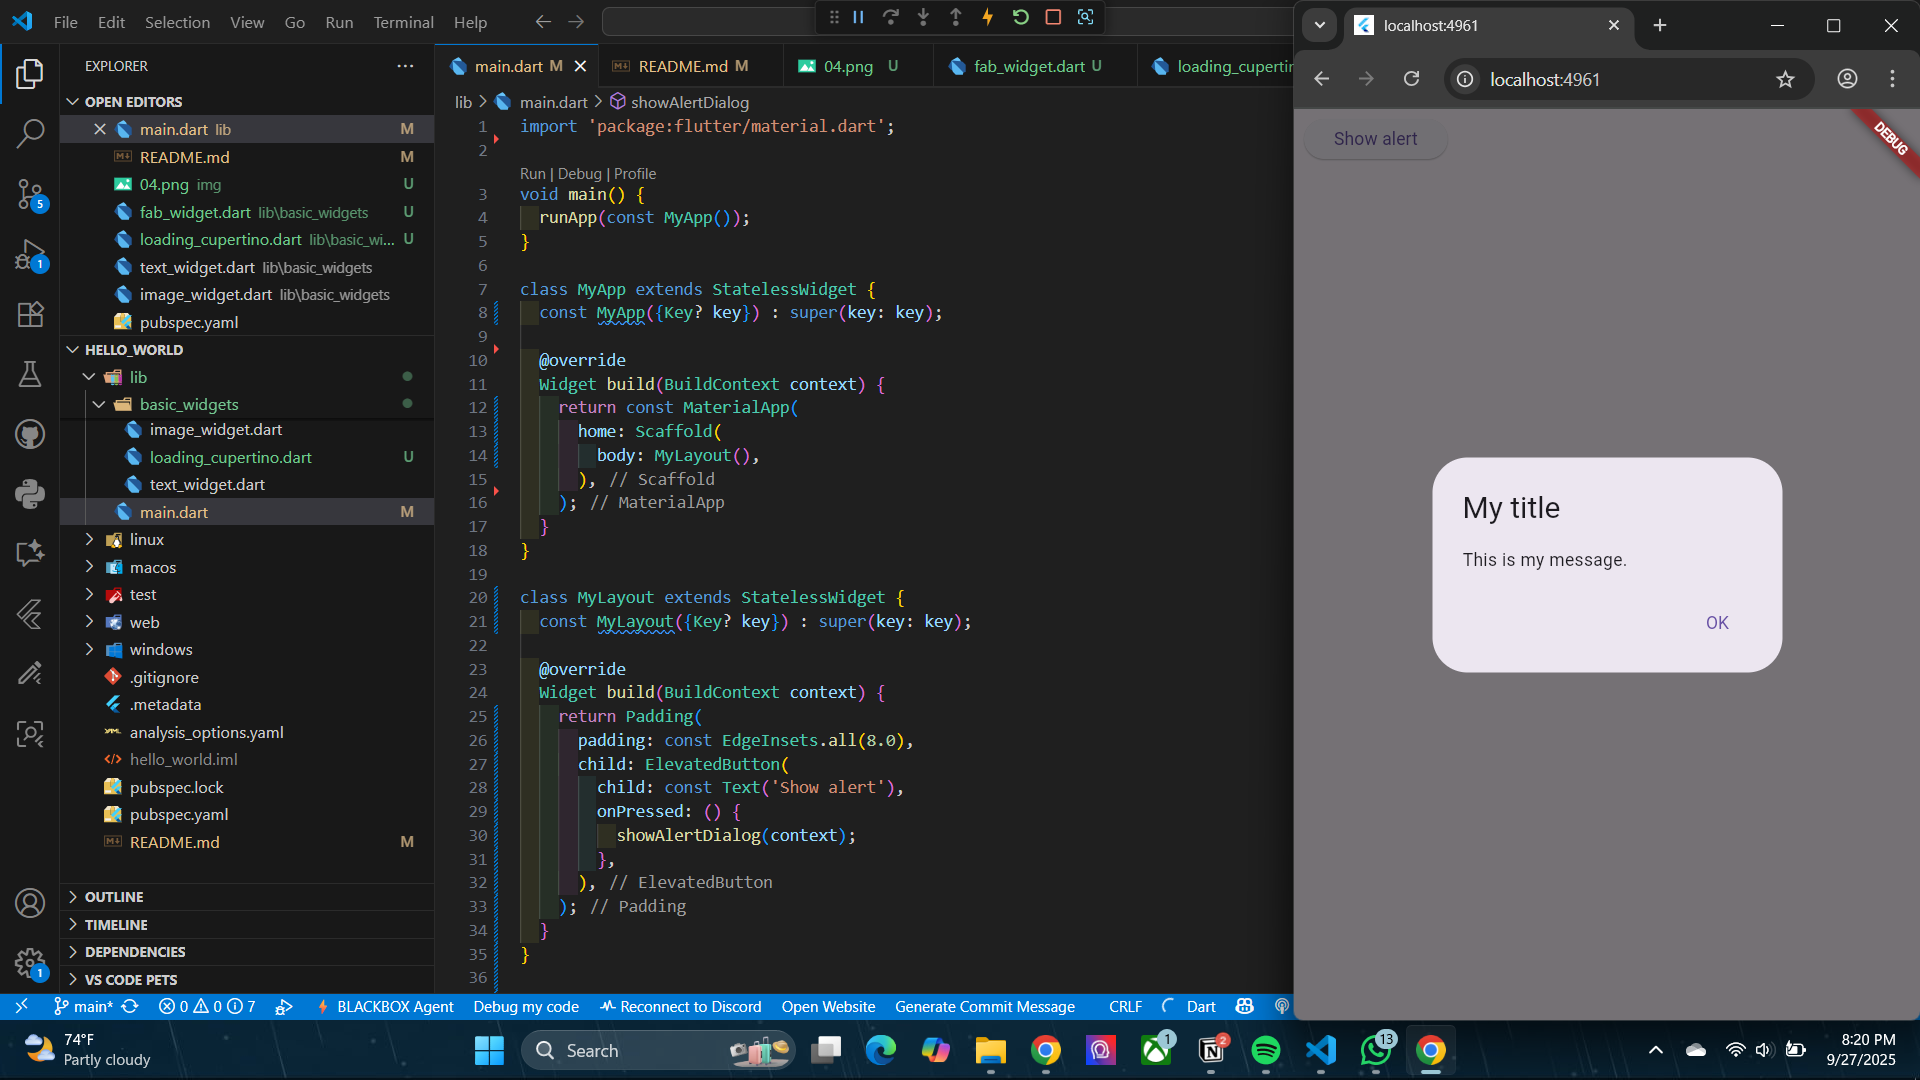 File Edit Selection View Go Run Terminal Help
EXPLORER
OPEN EDITORS
main.dart lib M
README.md M
04.png img U
fab_widget.dart lib\basic_widgets U
loading_cupertino.dart lib\basic_wi... U
text_widget.dart lib\basic_widgets
image_widget.dart lib\basic_widgets
pubspec.yaml
HELLO_WORLD
lib
basic_widgets
image_widget.dart
loading_cupertino.dart U
text_widget.dart
main.dart M
linux
macos
test
web
windows
.gitignore
.metadata
analysis_options.yaml
hello_world.iml
pubspec.lock
pubspec.yaml
README.md M
OUTLINE
TIMELINE
DEPENDENCIES
VS CODE PETS
5
1
1
main.dart M README.md M 04.png U fab_widget.dart U loading_cupertin
lib > main.dart > showAlertDialog
1 import 'package:flutter/material.dart';
2
Run | Debug | Profile
3 void main() {
4 runApp(const MyApp());
5 }
6
7 class MyApp extends StatelessWidget {
8 const MyApp({Key? key}) : super(key: key);
9
10 @override
11 Widget build(BuildContext context) {
12 return const MaterialApp(
13 home: Scaffold(
14 body: MyLayout(),
15 ), // Scaffold
16 ); // MaterialApp
17 }
18 }
19
20 class MyLayout extends StatelessWidget {
21 const MyLayout({Key? key}) : super(key: key);
22
23 @override
24 Widget build(BuildContext context) {
25 return Padding(
26 padding: const EdgeInsets.all(8.0),
27 child: ElevatedButton(
28 child: const Text('Show alert'),
29 onPressed: () {
30 showAlertDialog(context);
31 },
32 ), // ElevatedButton
33 ); // Padding
34 }
35 }
36
main* 0 0 7 BLACKBOX Agent Debug my code Reconnect to Discord Open Website Generate Commit Message CRLF Dart
localhost:4961
localhost:4961
Show alert
DEBUG
My title
This is my message.
OK
74°F
Partly cloudy
Search
1
2
13
8:20 PM
9/27/2025